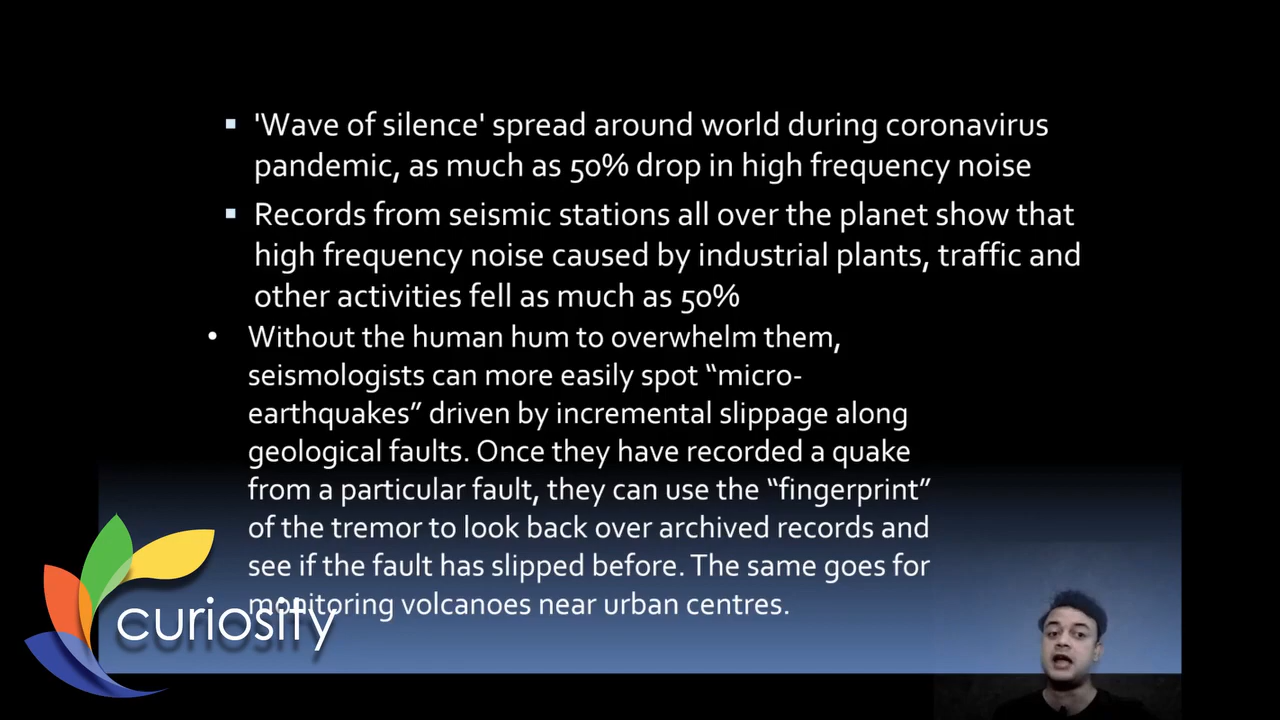 'Wave of silence' spread around world during coronavirus
pandemic, as much as 50% drop in high frequency noise
Records from seismic stations all over the planet show that
high frequency noise caused by industrial plants, traffic and
other activities fell as much as 50%
Without the human hum to overwhelm them,
seismologists can more easily spot “micro-
earthquakes” driven by incremental slippage along
geological faults. Once they have recorded a quake
from a particular fault, they can use the “fingerprint”
of the tremor to look back over archived records and
see if the fault has slipped before. The same goes for
monitoring volcanoes near urban centres.
curiosity